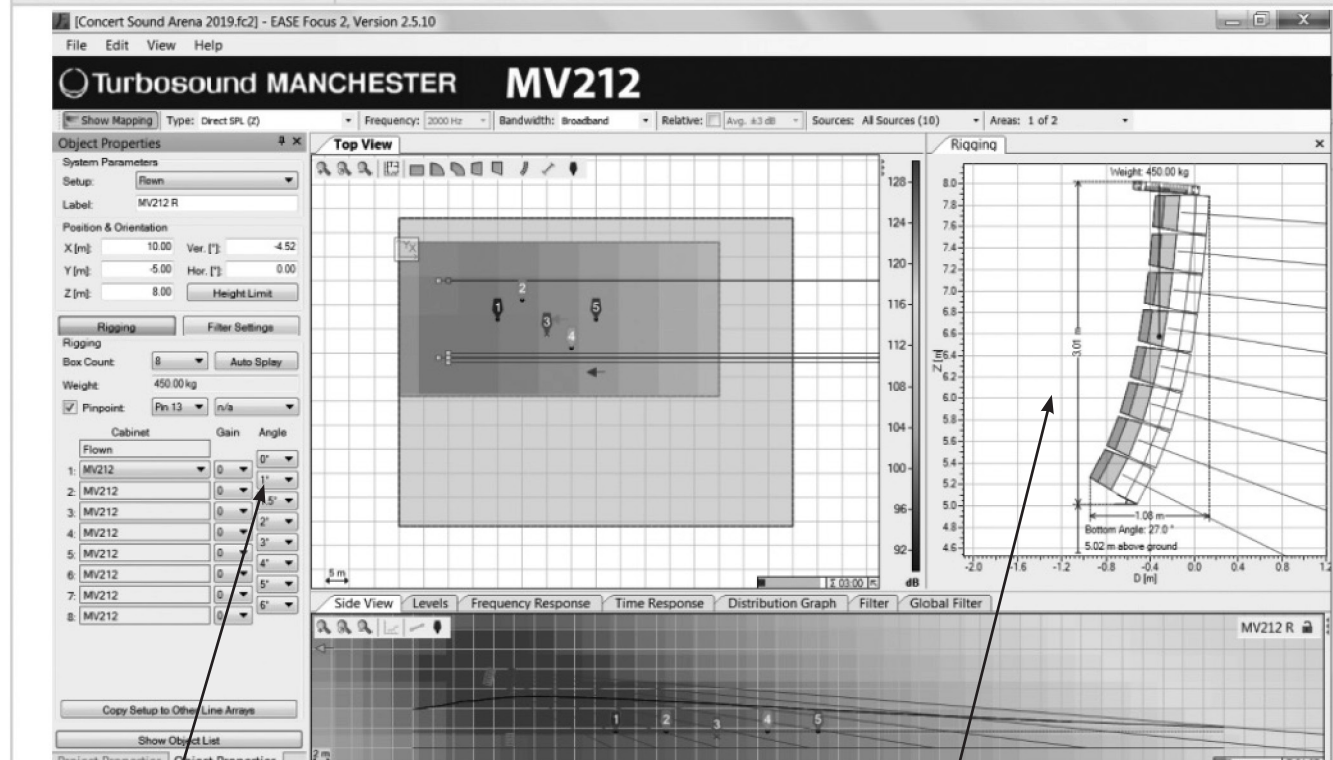 [Concert Sound Arena 2019.fc2] - EASE Focus 2, Version 2.5.10
File Edit View Help
Turbosound MANCHESTER MV212
Show Mapping Type: Direct SPL (Z) Frequency: 2000 Hz Bandwidth: Broadband Relative: Avg. ±3 dB Sources: All Sources (10) Areas: 1 of 2
Object Properties
System Parameters
Setup: Flown
Label: MV212 R
Position & Orientation
X [m]: 10.00 Ver. [°]: -4.52
Y [m]: -5.00 Hor. [°]: 0.00
Z [m]: 8.00 Height Limit
Rigging Filter Settings
Rigging
Box Count: 8 Auto Splay
Weight: 450.00 kg
Pinpoint: Pin 13 n/a
Cabinet Gain Angle
Flown
0°
1: MV212 0
1°
2: MV212 0
3: MV212 0
2°
4: MV212 0
3°
5: MV212 0
4°
6: MV212 0
5°
7: MV212 0
6°
8: MV212 0
Copy Setup to Other Line Arrays
Show Object List
Project Properties Object Properties
Top View
YX
1
2
3
4
5
5 m
Σ 03:00
128
124
120
116
112
108
104
100
96
92
dB
Rigging
Weight: 450.00 kg
8.0
7.8
7.6
7.4
7.2
7.0
6.8
6.6
6.4
6.2
6.0
5.8
5.6
5.4
5.2
5.0
4.8
4.6
Z [m]
3.01 m
1.08 m
Bottom Angle: 27.0 °
5.02 m above ground
-2.0 -1.6 -1.2 -0.8 -0.4 0.0 0.4 0.8 1.2
D [m]
Side View Levels Frequency Response Time Response Distribution Graph Filter Global Filter
MV212 R
1 2 3 4 5
2 m